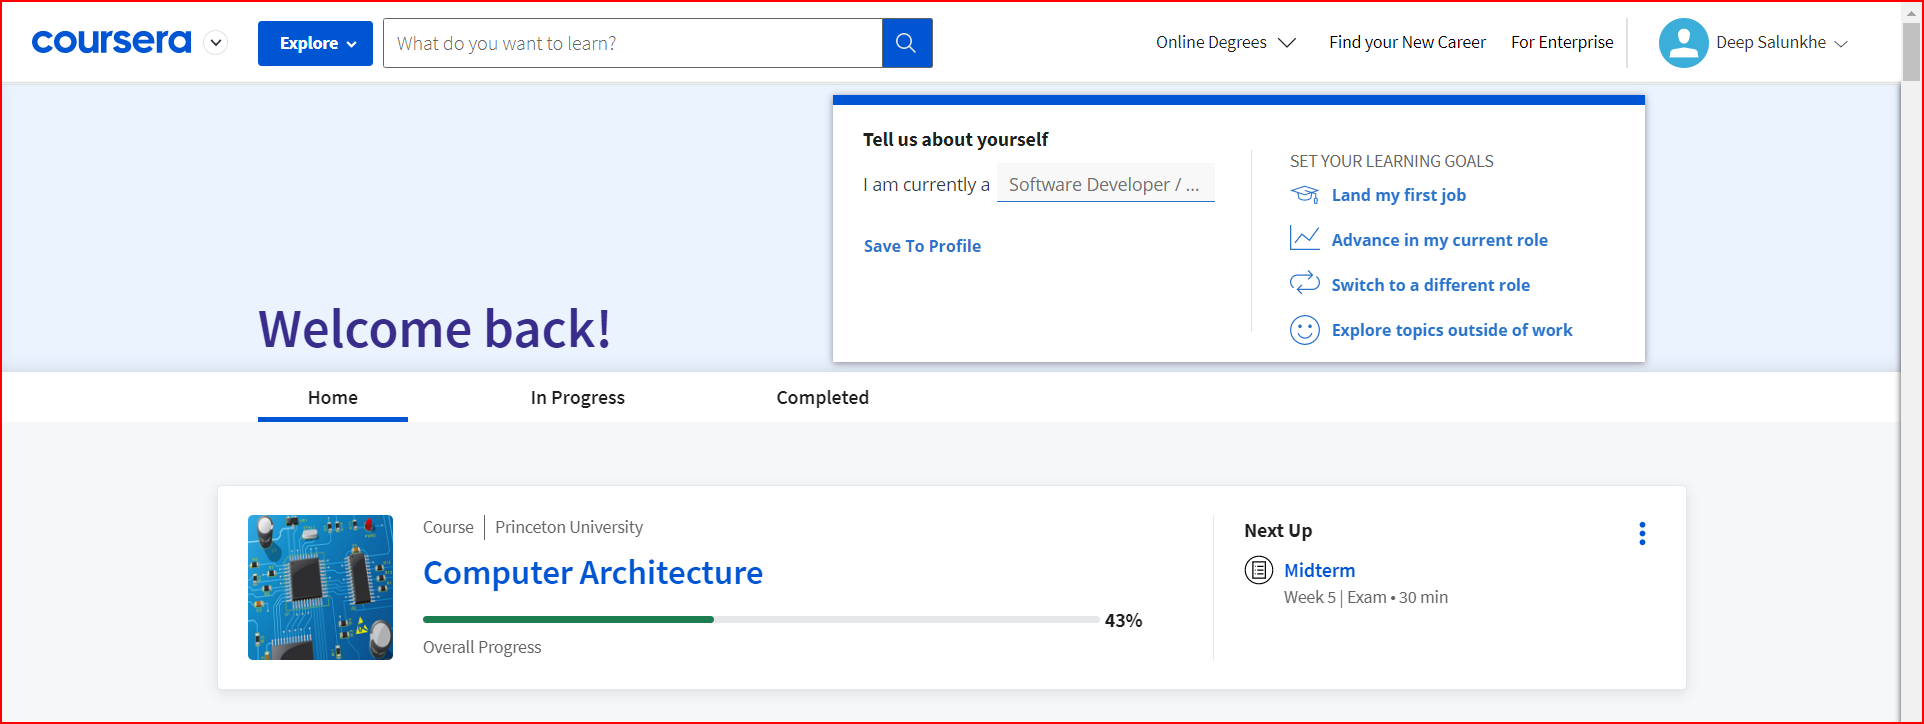 coursera
Explore
What do you want to learn?
Online Degrees
Find your New Career
For Enterprise
Deep Salunkhe
Tell us about yourself
I am currently a Software Developer / ...
Save To Profile
SET YOUR LEARNING GOALS
Land my first job
Advance in my current role
Switch to a different role
Explore topics outside of work
Welcome back!
Home
In Progress
Completed
Course | Princeton University
Computer Architecture
43%
Overall Progress
Next Up
Midterm
Week 5 | Exam • 30 min